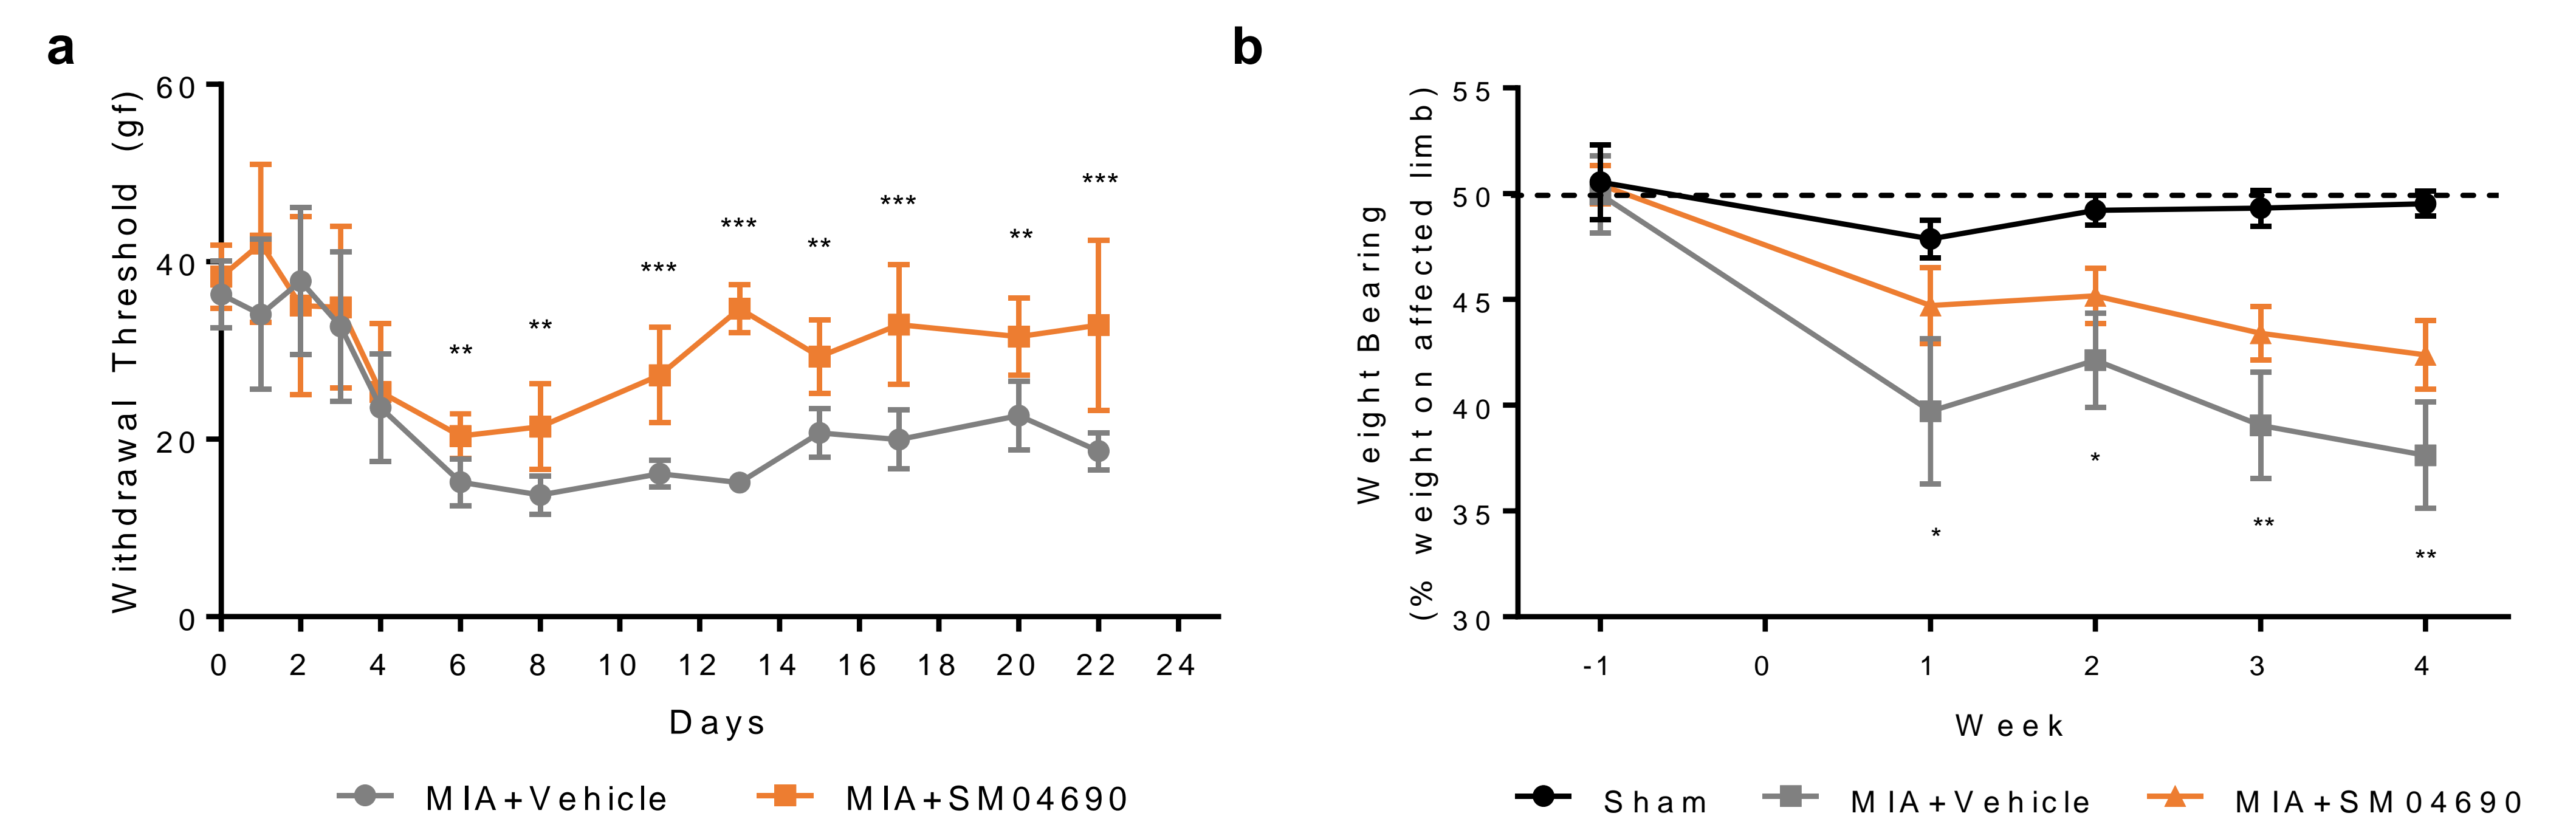 a
Withdrawal Threshold (gf)
60
40
20
0
** ** *** *** ** *** ** ***
0 2 4 6 8 10 12 14 16 18 20 22 24
Days
MIA+Vehicle MIA+SM04690
b
Weight Bearing
(% weight on affected limb)
55
50
45
40
35
30
* * ** **
-1 0 1 2 3 4
Week
Sham MIA+Vehicle MIA+SM04690